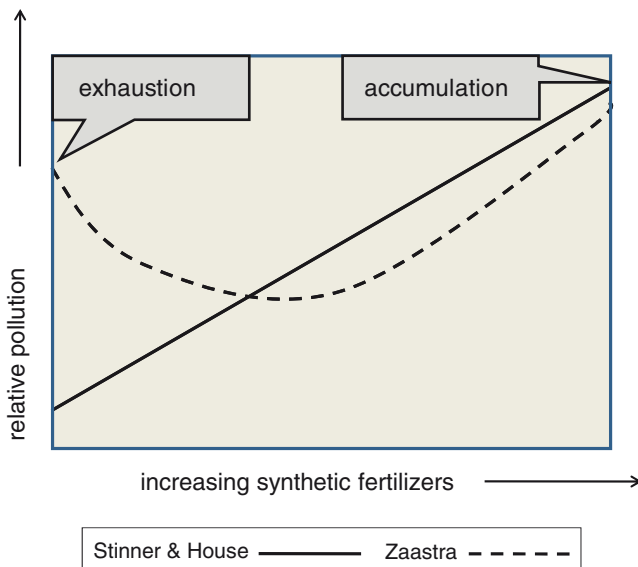 exhaustion
accumulation
relative pollution
increasing synthetic fertilizers
Stinner & House
Zaastra